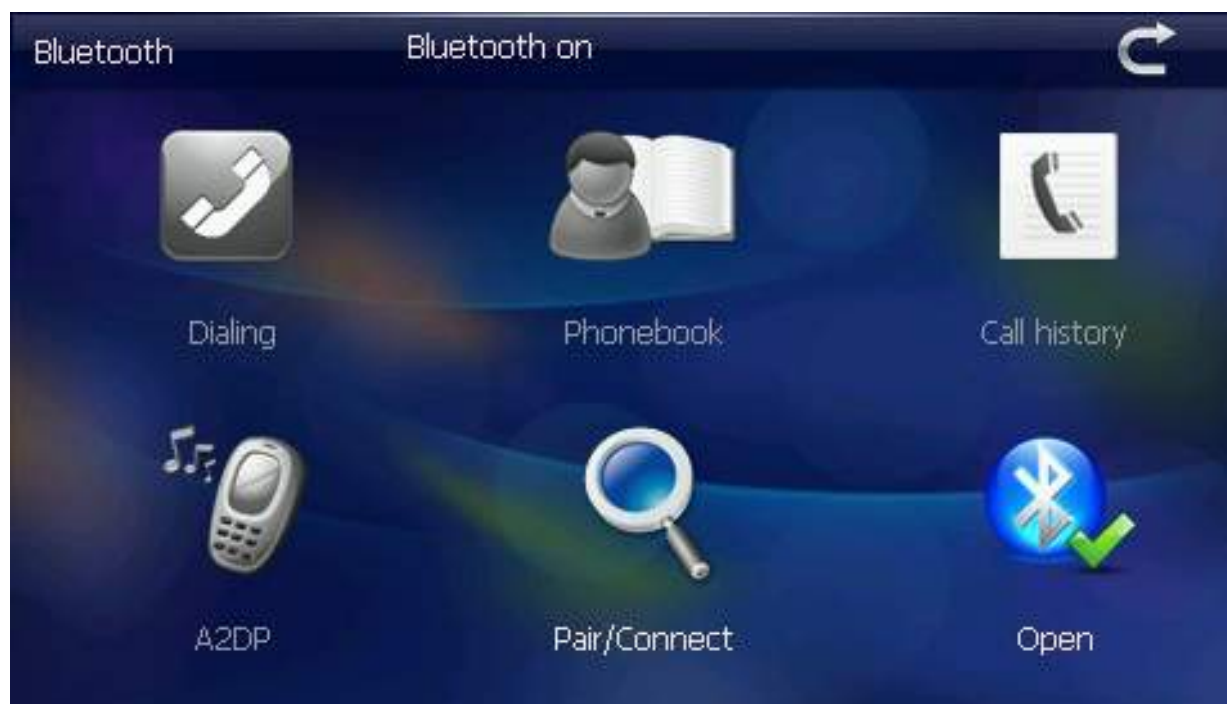 Bluetooth
Bluetooth on
Dialing
Phonebook
Call history
A2DP
Pair/Connect
Open